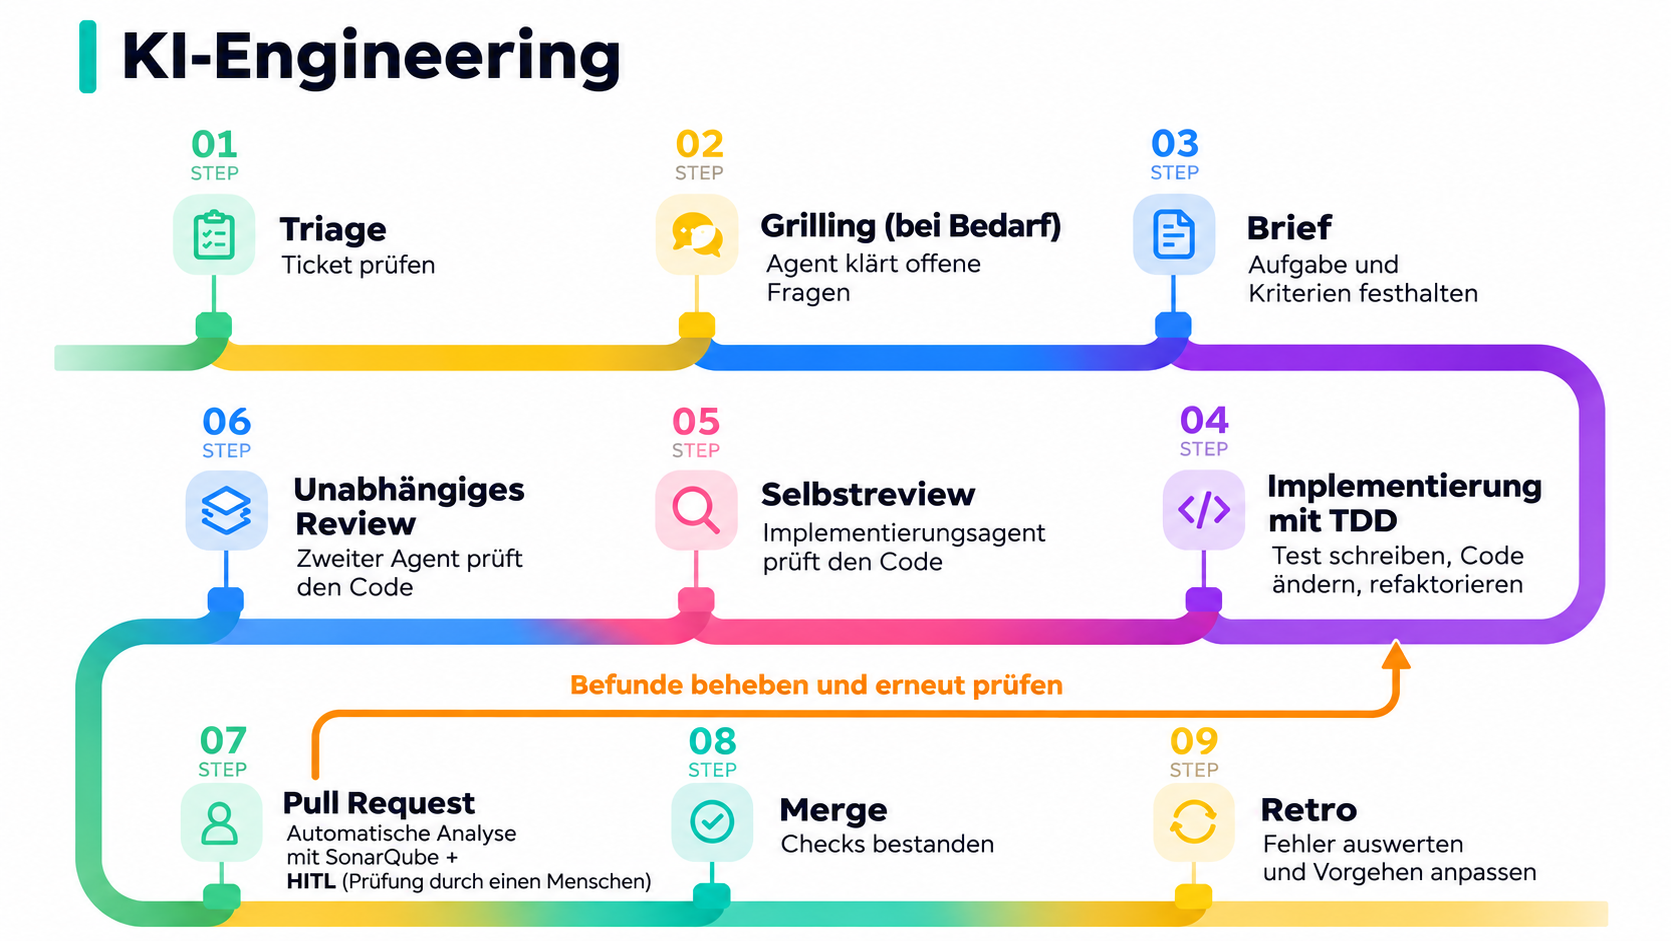 KI-Engineering
01
STEP
Triage
Ticket prüfen
02
STEP
Grilling (bei Bedarf)
Agent klärt offene
Fragen
03
STEP
Brief
Aufgabe und
Kriterien festhalten
04
STEP
Implementierung
mit TDD
Test schreiben, Code
ändern, refaktorieren
05
STEP
Selbstreview
Implementierungsagent
prüft den Code
06
STEP
Unabhängiges
Review
Zweiter Agent prüft
den Code
Befunde beheben und erneut prüfen
07
STEP
Pull Request
Automatische Analyse
mit SonarQube +
HITL (Prüfung durch einen Menschen)
08
STEP
Merge
Checks bestanden
09
STEP
Retro
Fehler auswerten
und Vorgehen anpassen